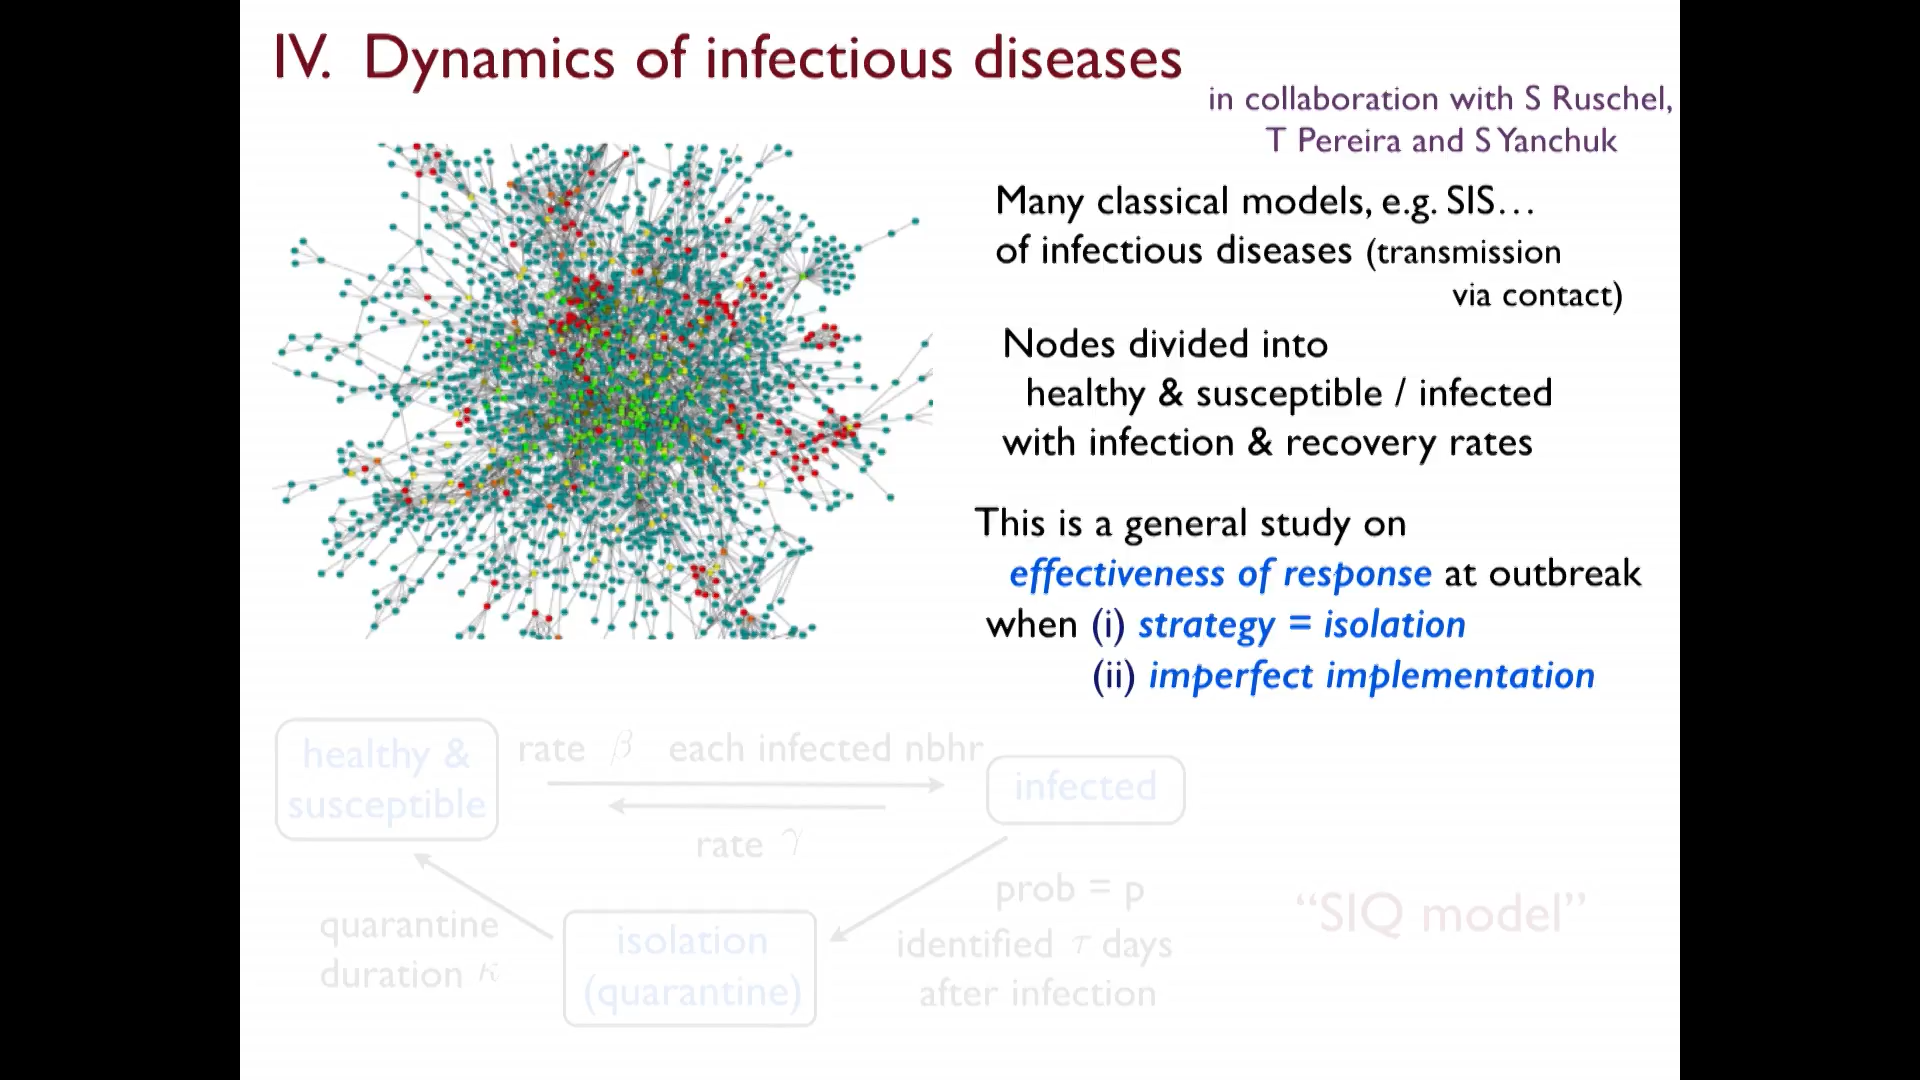 IV. Dynamics of infectious diseases
in collaboration with S Ruschel,
T Pereira and S Yanchuk
Many classical models, e.g. SIS...
of infectious diseases (transmission
via contact)
Nodes divided into
healthy & susceptible / infected
with infection & recovery rates
This is a general study on
effectiveness of response at outbreak
when (i) strategy = isolation
(ii) imperfect implementation
healthy &
susceptible
rate β each infected nbhr
infected
rate γ
prob = p
identified τ days
after infection
quarantine
duration κ
isolation
(quarantine)
“SIQ model”